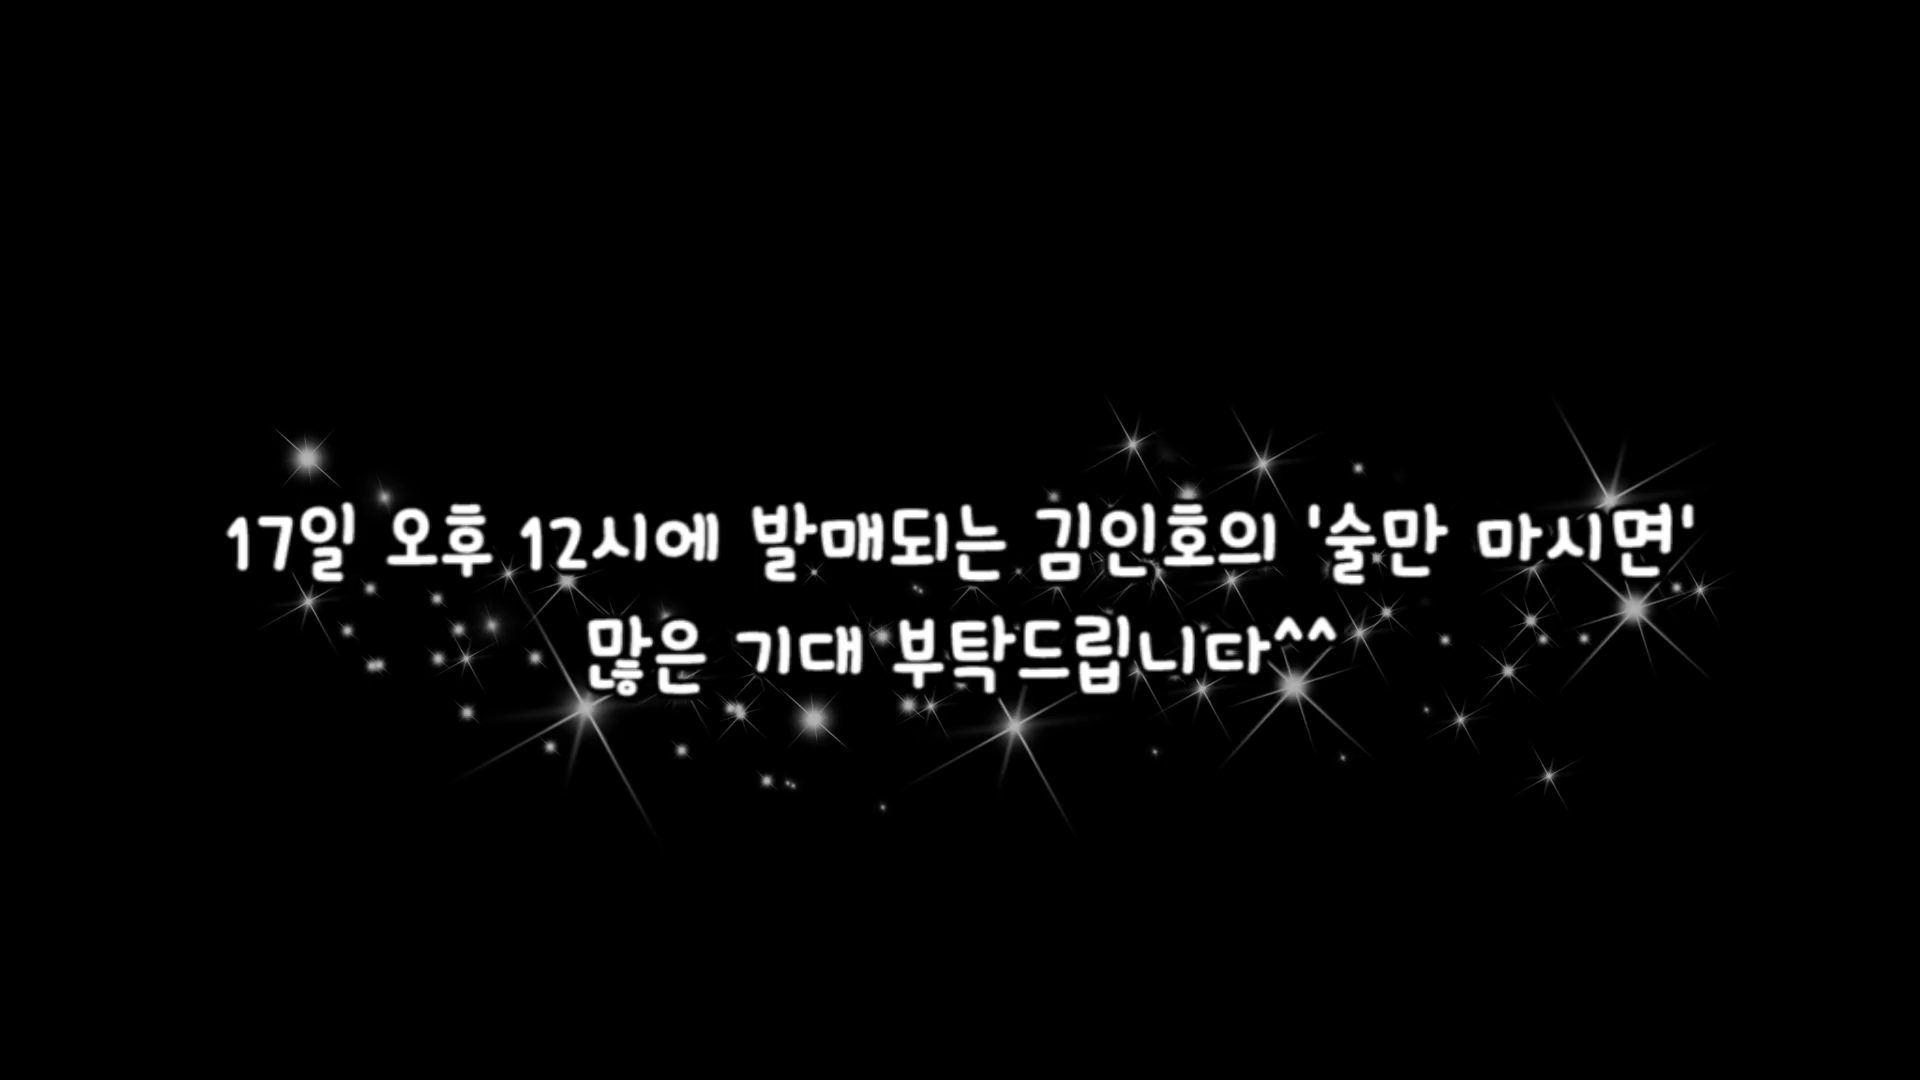 17일 오후 12시에 발매되는 김인호의 '술만 마시면'
많은 기대 부탁드립니다^^